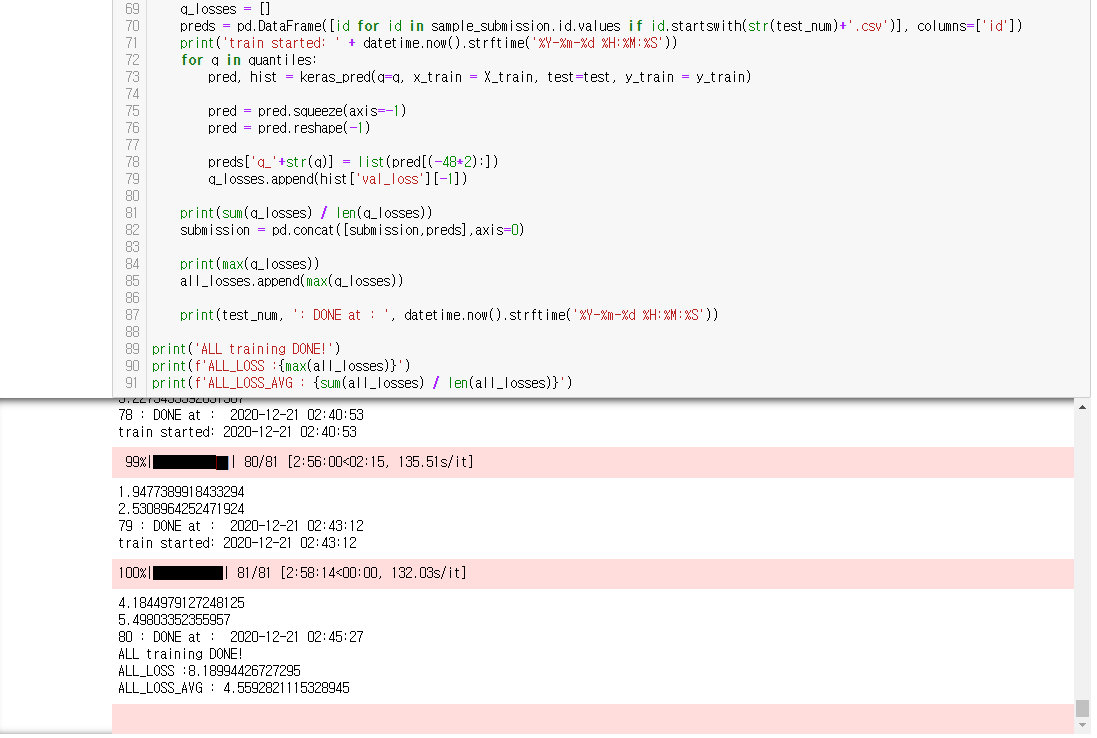 69 q_losses = []
70 preds = pd.DataFrame([id for id in sample_submission.id.values if id.startswith(str(test_num)+'.csv')], columns=['id'])
71 print('train started: ' + datetime.now().strftime('%Y-%m-%d %H:%M:%S'))
72 for q in quantiles:
73 pred, hist = keras_pred(q=q, x_train = X_train, test=test, y_train = y_train)
74
75 pred = pred.squeeze(axis=-1)
76 pred = pred.reshape(-1)
77
78 preds['q_'+str(q)] = list(pred[(-48*2):])
79 q_losses.append(hist['val_loss'][-1])
80
81 print(sum(q_losses) / len(q_losses))
82 submission = pd.concat([submission,preds],axis=0)
83
84 print(max(q_losses))
85 all_losses.append(max(q_losses))
86
87 print(test_num, ': DONE at : ', datetime.now().strftime('%Y-%m-%d %H:%M:%S'))
88
89 print('ALL training DONE!')
90 print(f'ALL_LOSS :{max(all_losses)}')
91 print(f'ALL_LOSS_AVG : {sum(all_losses) / len(all_losses)}')
78 : DONE at : 2020-12-21 02:40:53
train started: 2020-12-21 02:40:53
99%|██████████| 80/81 [2:56:00<02:15, 135.51s/it]
1.9477389918433294
2.5308964252471924
79 : DONE at : 2020-12-21 02:43:12
train started: 2020-12-21 02:43:12
100%|██████████| 81/81 [2:58:14<00:00, 132.03s/it]
4.1844979127248125
5.49803352355957
80 : DONE at : 2020-12-21 02:45:27
ALL training DONE!
ALL_LOSS :8.18994426727295
ALL_LOSS_AVG : 4.5592821115328945